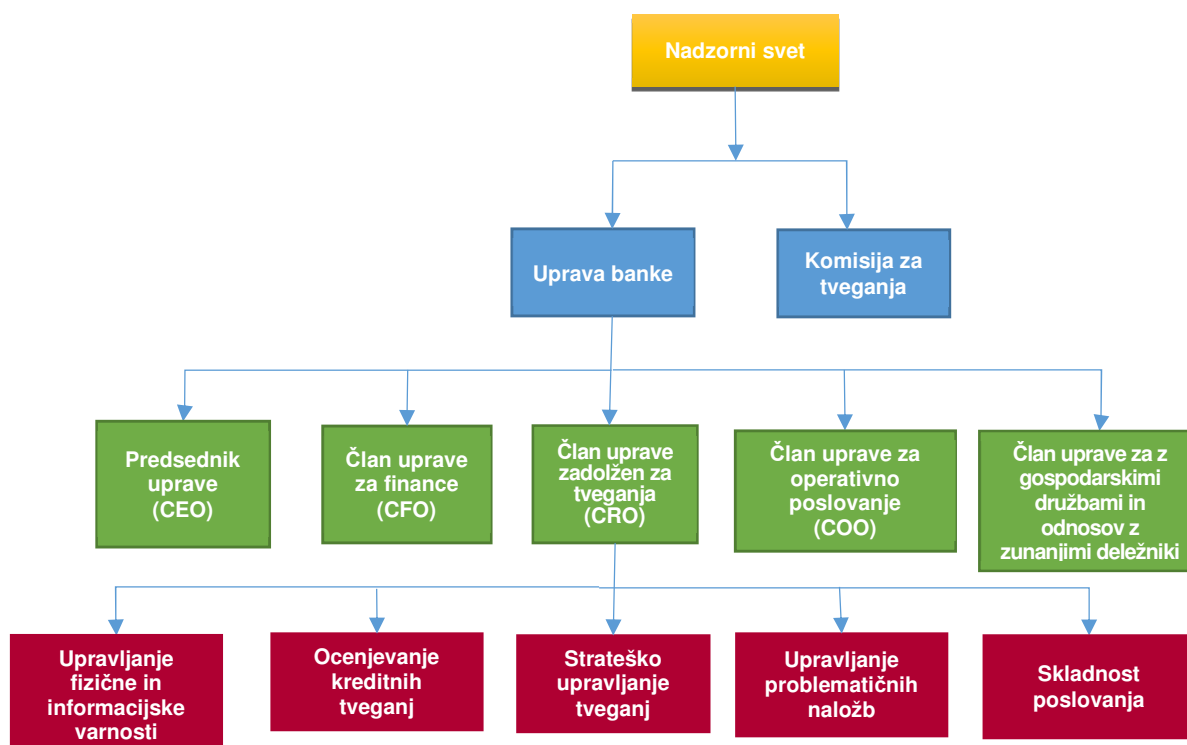 Nadzorni svet
Uprava banke
Komisija za
tveganja
Predsednik
uprave
(CEO)
Član uprave
za finance
(CFO)
Član uprave
zadolžen za
tveganja
(CRO)
Član uprave za
operativno
poslovanje
(COO)
Član uprave za z
gospodarskimi
družbami in
odnosov z
zunanjimi deležniki
Upravljanje
fizične in
informacijske
varnosti
Ocenjevanje
kreditnih
tveganj
Strateško
upravljanje
tveganj
Upravljanje
problematičnih
naložb
Skladnost
poslovanja